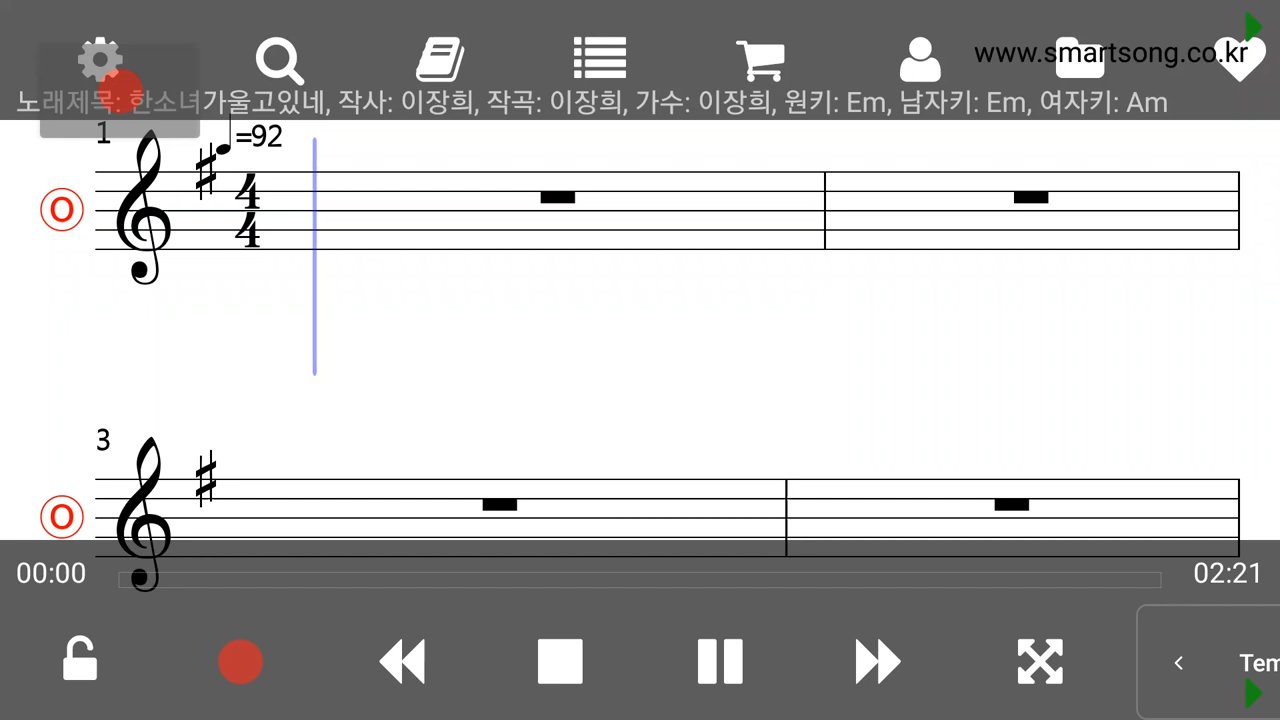 www.smartsong.co.kr
노래제목: 한소녀가울고있네, 작사: 이장희, 작곡: 이장희, 가수: 이장희, 원키: Em, 남자키: Em, 여자키: Am
1
=92
4
4
O
3
O
00:00
02:21
Tem